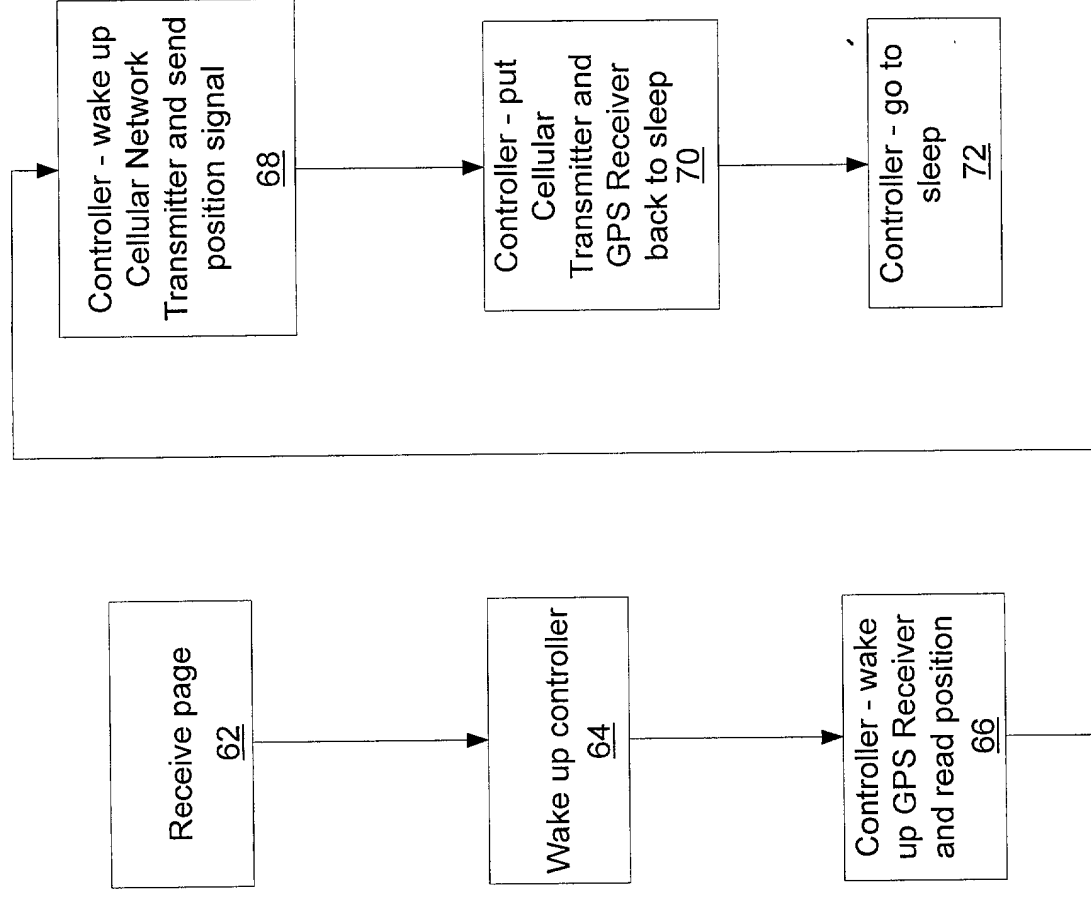 Receive page
62
Wake up controller
64
Controller - wake
up GPS Receiver
and read position
66
Controller - wake up
Cellular Network
Transmitter and send
position signal
68
Controller - put
Cellular
Transmitter and
GPS Receiver
back to sleep
70
Controller - go to
sleep
72